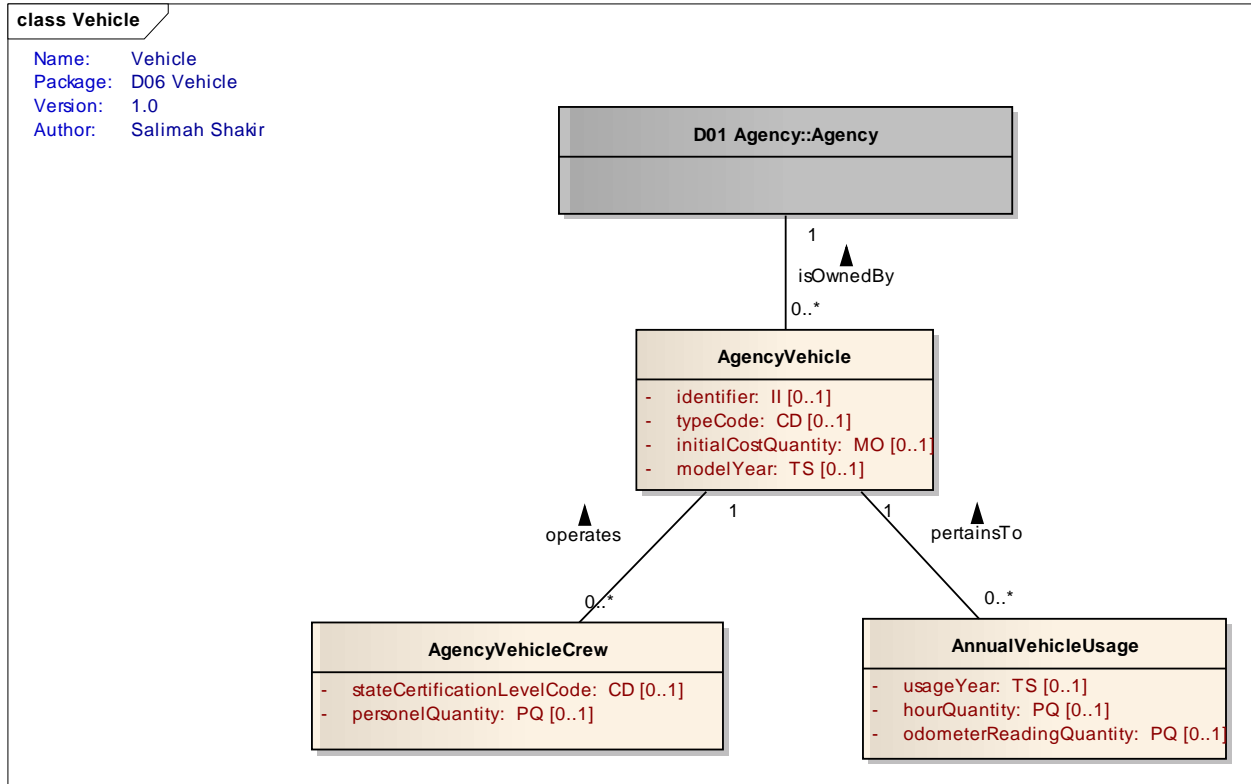 class Vehicle
Name: Vehicle
Package: D06 Vehicle
Version: 1.0
Author: Salimah Shakir
D01 Agency::Agency
1
isOwnedBy
0..*
AgencyVehicle
- identifier: II [0..1]
- typeCode: CD [0..1]
- initialCostQuantity: MO [0..1]
- modelYear: TS [0..1]
1
1
operates
pertainsTo
0..*
0..*
AgencyVehicleCrew
- stateCertificationLevelCode: CD [0..1]
- personelQuantity: PQ [0..1]
AnnualVehicleUsage
- usageYear: TS [0..1]
- hourQuantity: PQ [0..1]
- odometerReadingQuantity: PQ [0..1]